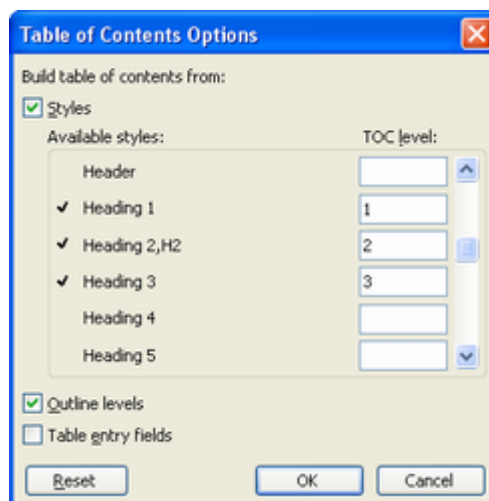 Table of Contents Options
Build table of contents from:
Styles
Available styles: TOC level:
Header
Heading 1 1
Heading 2,H2 2
Heading 3 3
Heading 4
Heading 5
Outline levels
Table entry fields
Reset OK Cancel